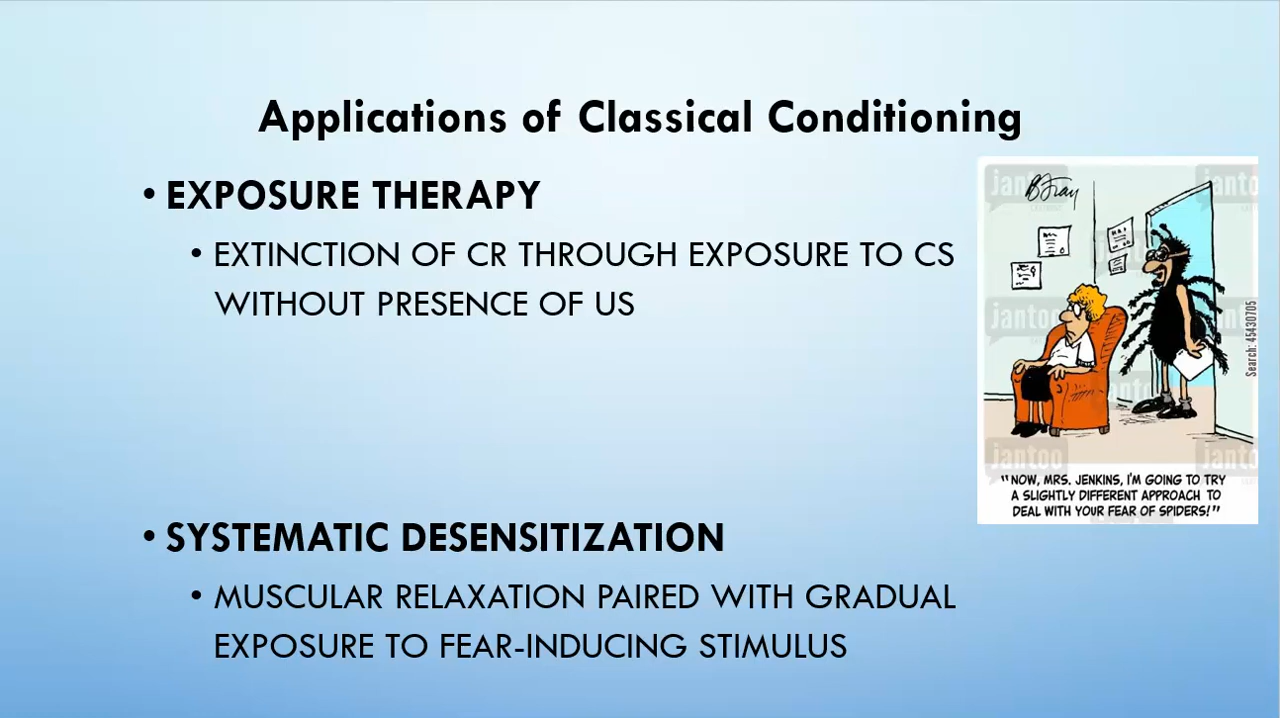 Applications of Classical Conditioning
• EXPOSURE THERAPY
• EXTINCTION OF CR THROUGH EXPOSURE TO CS
WITHOUT PRESENCE OF US
• SYSTEMATIC DESENSITIZATION
• MUSCULAR RELAXATION PAIRED WITH GRADUAL
EXPOSURE TO FEAR-INDUCING STIMULUS
jantoo
Search: 45430705
"NOW, MRS. JENKINS, I'M GOING TO TRY
A SLIGHTLY DIFFERENT APPROACH TO
DEAL WITH YOUR FEAR OF SPIDERS!"